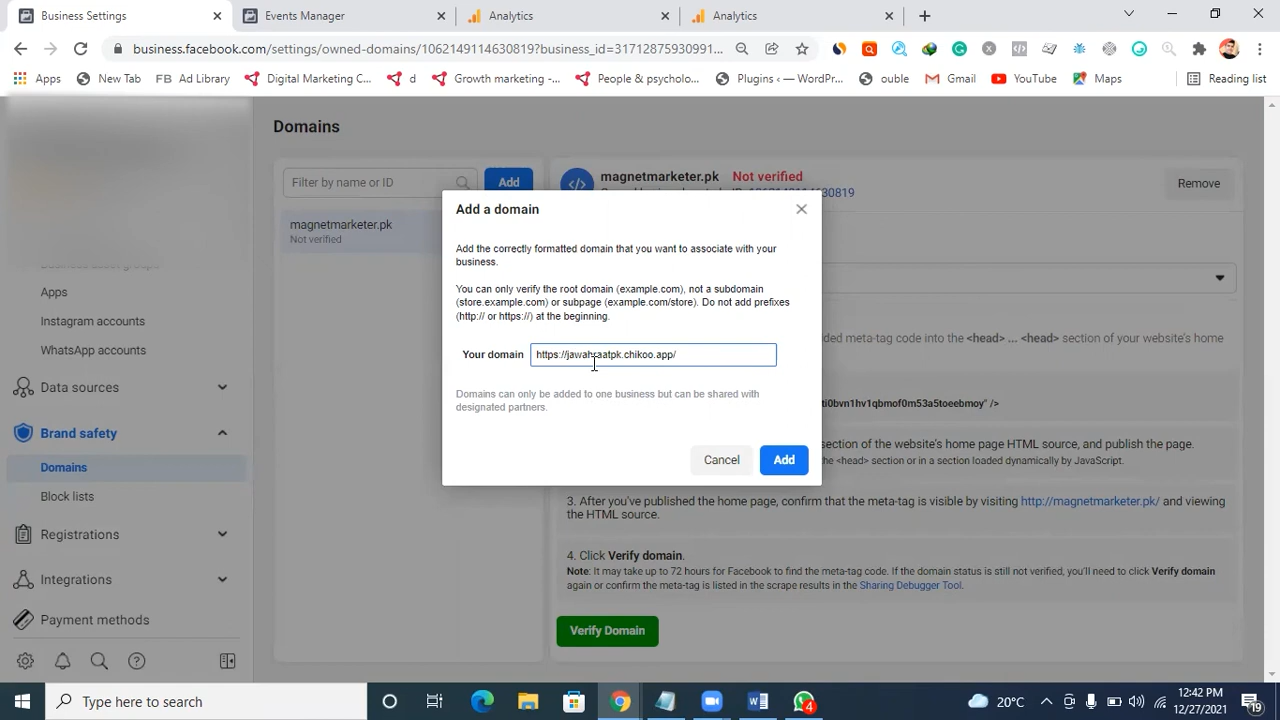 Business Settings
Events Manager
Analytics
Analytics
business.facebook.com/settings/owned-domains/1062149114630819?business_id=31712875930991...
Apps
New Tab
FB Ad Library
Digital Marketing C...
d
Growth marketing -...
People & psycholo...
Plugins ‹ — WordPr...
ouble
Gmail
YouTube
Maps
Reading list
Domains
Filter by name or ID
Add
magnetmarketer.pk
Not verified
magnetmarketer.pk Not verified
Remove
Add a domain
Add the correctly formatted domain that you want to associate with your
business.
You can only verify the root domain (example.com), not a subdomain
(store.example.com) or subpage (example.com/store). Do not add prefixes
(http:// or https://) at the beginning.
Your domain
Domains can only be added to one business but can be shared with
designated partners.
Cancel
Add
Apps
Instagram accounts
WhatsApp accounts
Data sources
Brand safety
Domains
Block lists
Registrations
Integrations
Payment methods
ded meta-tag code into the <head> ... <head> section of your website's home
ti0bvn1hv1qbmof0m53a5toeebmoy" />
section of the website's home page HTML source, and publish the page.
the <head> section or in a section loaded dynamically by JavaScript.
3. After you've published the home page, confirm that the meta-tag is visible by visiting http://magnetmarketer.pk/ and viewing
the HTML source.
4. Click Verify domain.
Note: It may take up to 72 hours for Facebook to find the meta-tag code. If the domain status is still not verified, you'll need to click Verify domain
again or confirm the meta-tag is listed in the scrape results in the Sharing Debugger Tool.
Verify Domain
Type here to search
4
20°C
12:42 PM
12/27/2021
19